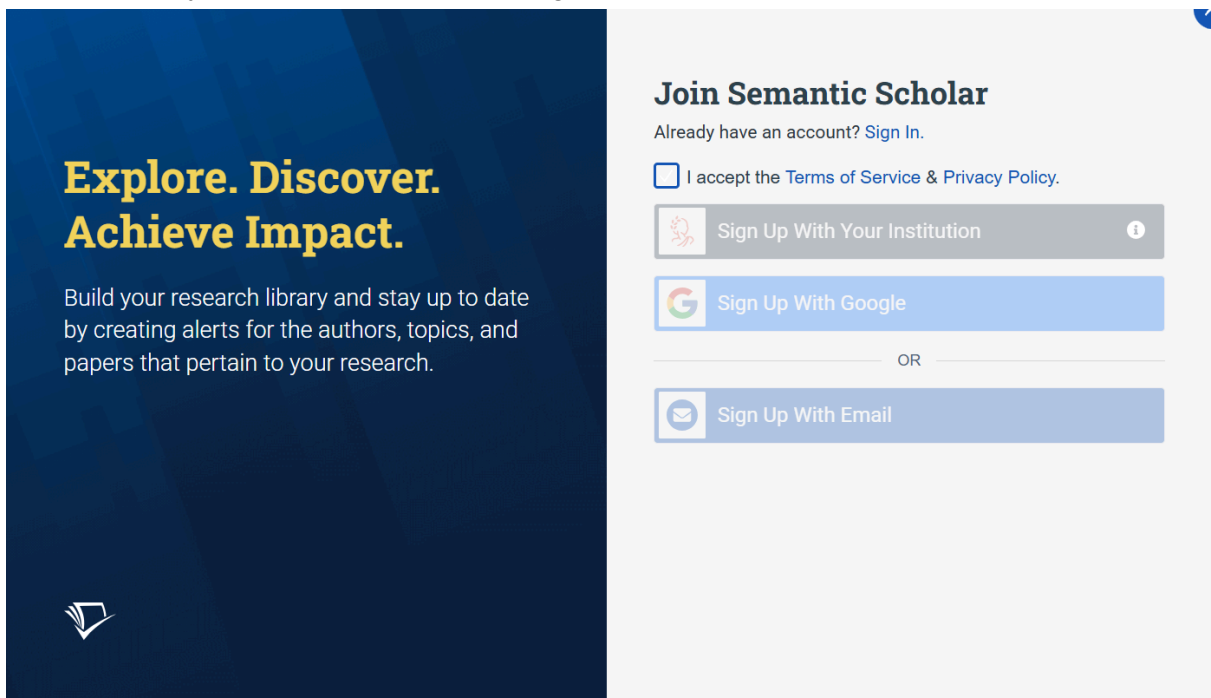 Explore. Discover.
Achieve Impact.
Build your research library and stay up to date
by creating alerts for the authors, topics, and
papers that pertain to your research.
Join Semantic Scholar
Already have an account? Sign In.
I accept the Terms of Service & Privacy Policy.
Sign Up With Your Institution
Sign Up With Google
OR
Sign Up With Email